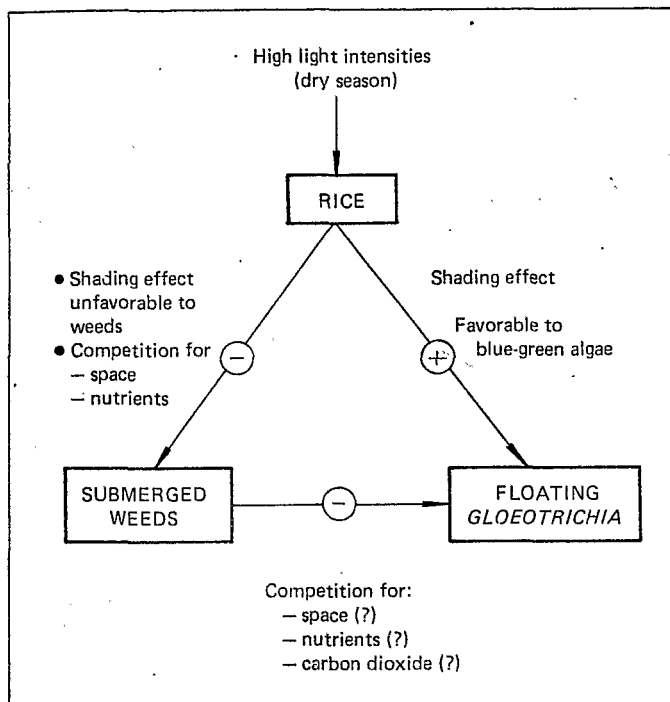 High light intensities
(dry season)
RICE
● Shading effect
unfavorable to
weeds
● Competition for
– space
– nutrients
Shading effect
Favorable to
blue-green algae
−
+
SUBMERGED
WEEDS
−
FLOATING
GLOEOTRICHIA
Competition for:
– space (?)
– nutrients (?)
– carbon dioxide (?)